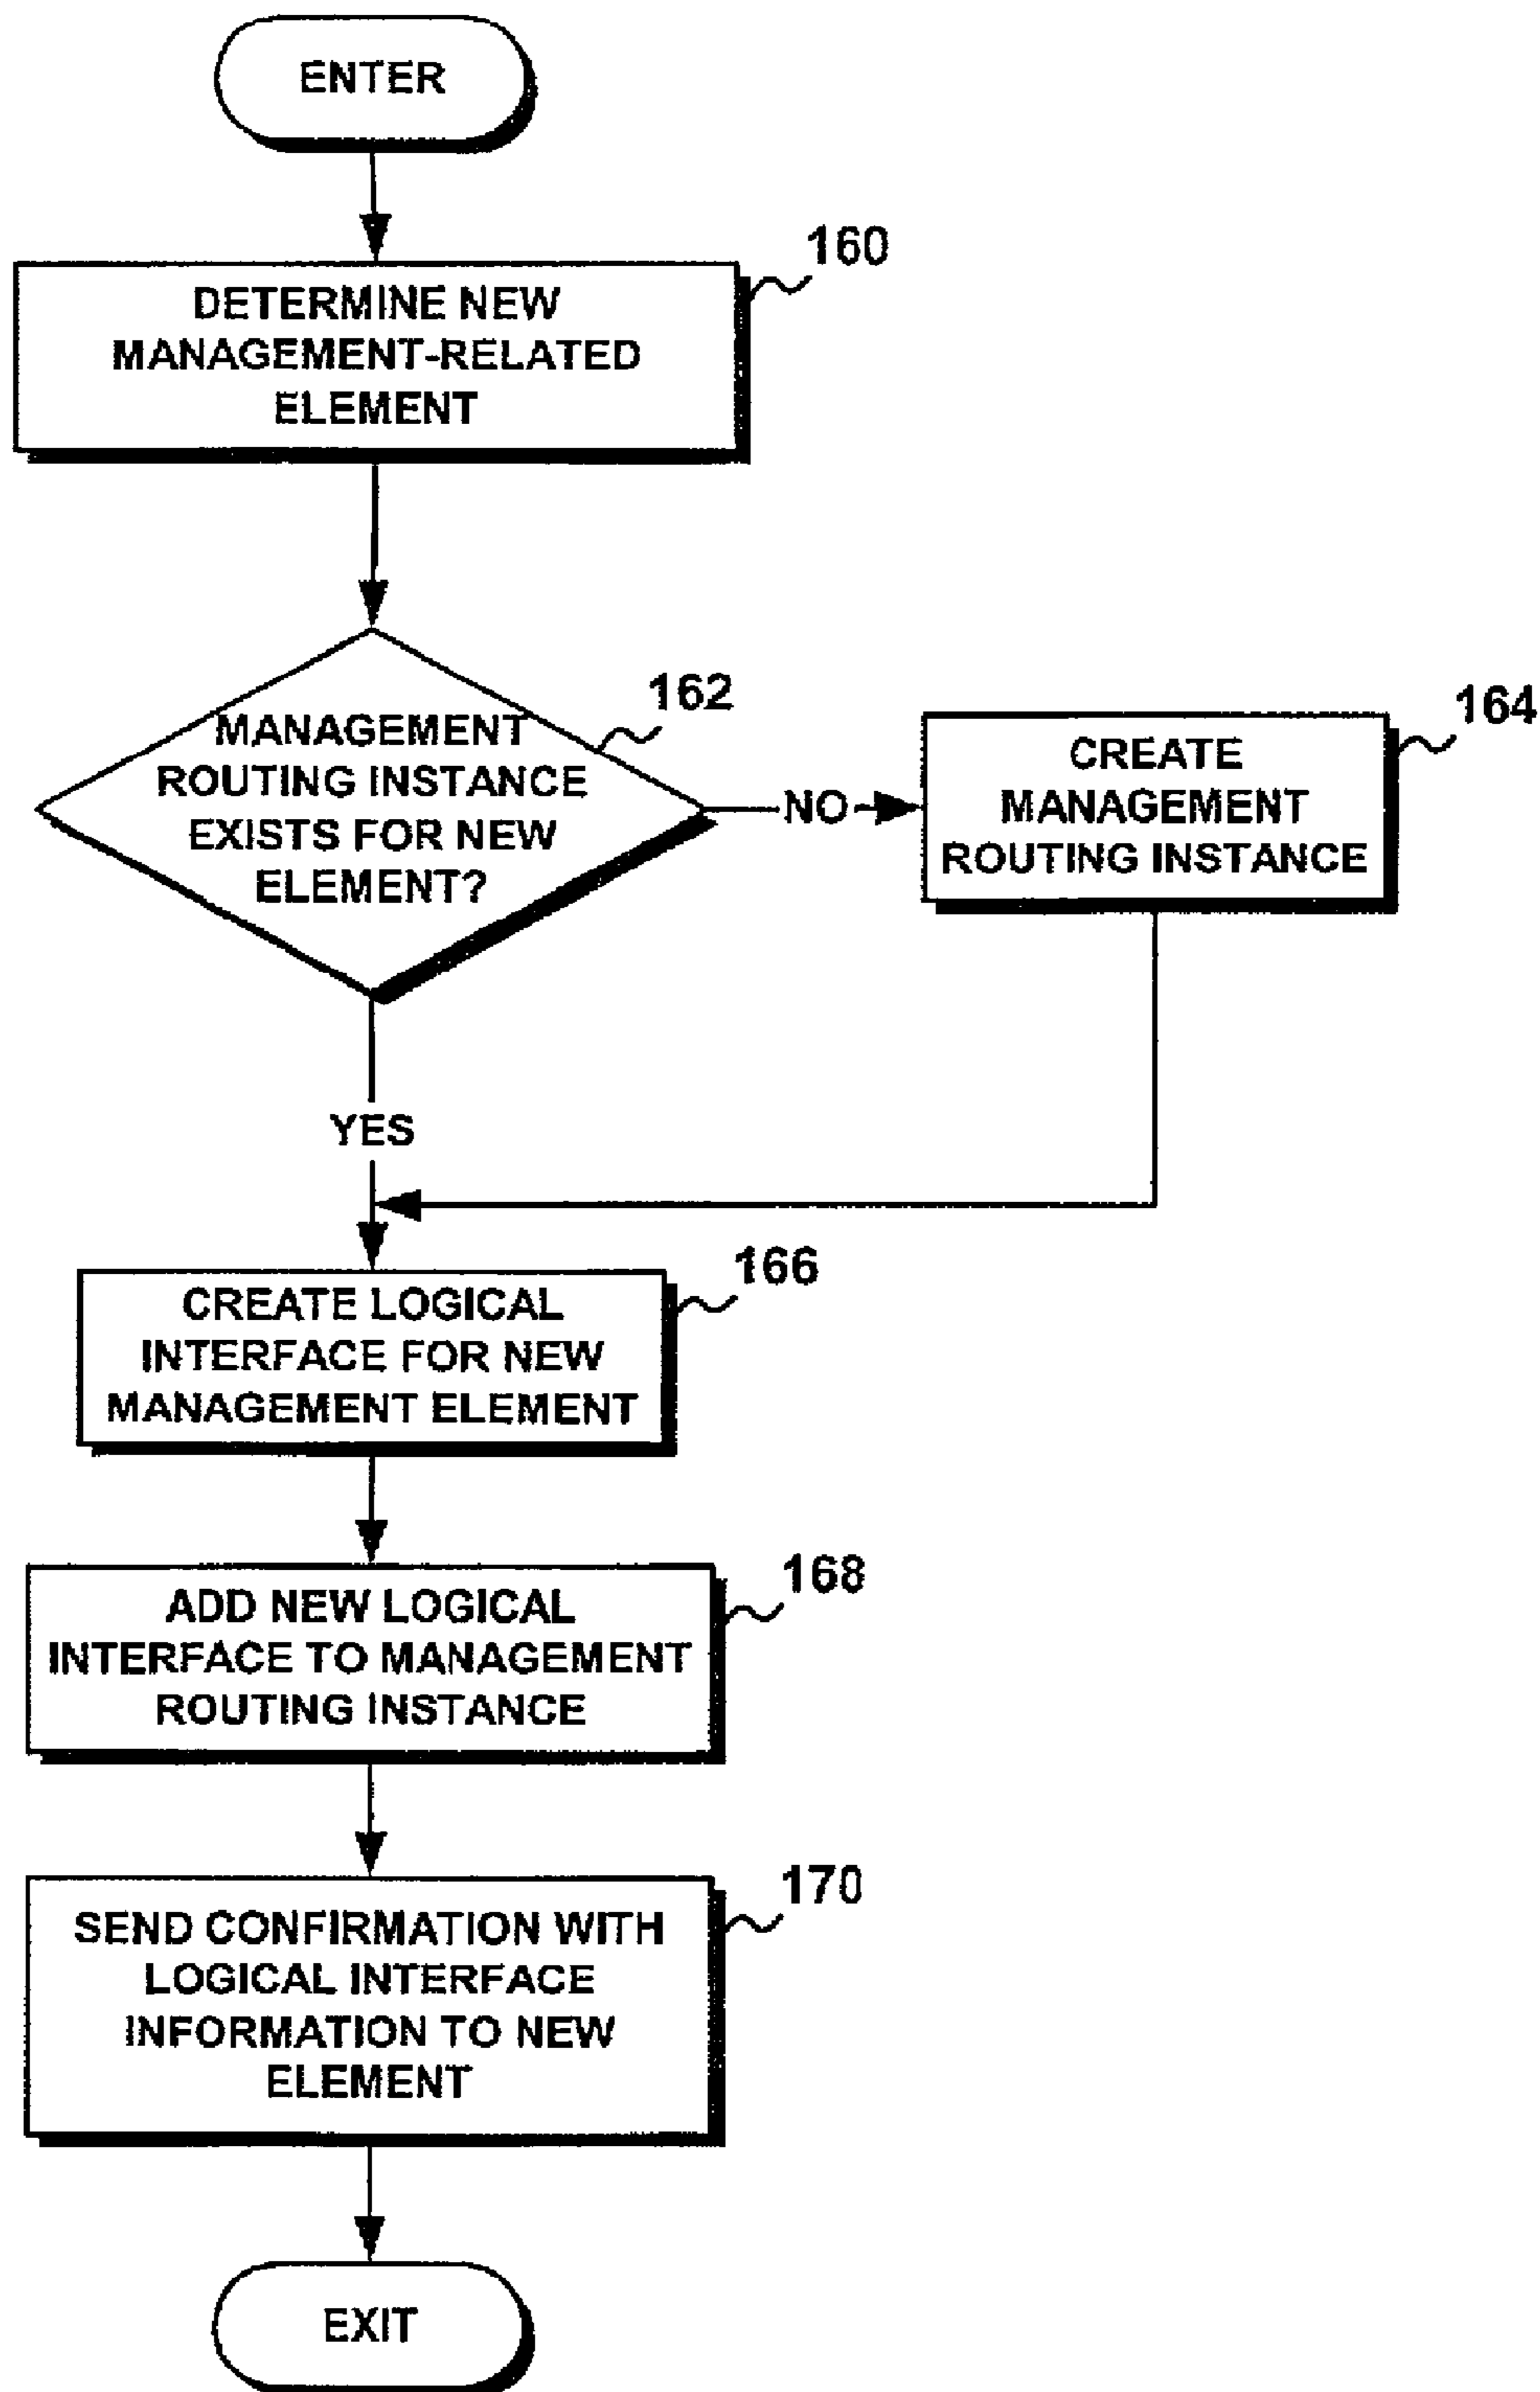 ENTER
160
DETERMINE NEW
MANAGEMENT-RELATED
ELEMENT
162
MANAGEMENT
ROUTING INSTANCE
EXISTS FOR NEW
ELEMENT?
NO
164
CREATE
MANAGEMENT
ROUTING INSTANCE
YES
166
CREATE LOGICAL
INTERFACE FOR NEW
MANAGEMENT ELEMENT
168
ADD NEW LOGICAL
INTERFACE TO MANAGEMENT
ROUTING INSTANCE
170
SEND CONFIRMATION WITH
LOGICAL INTERFACE
INFORMATION TO NEW
ELEMENT
EXIT